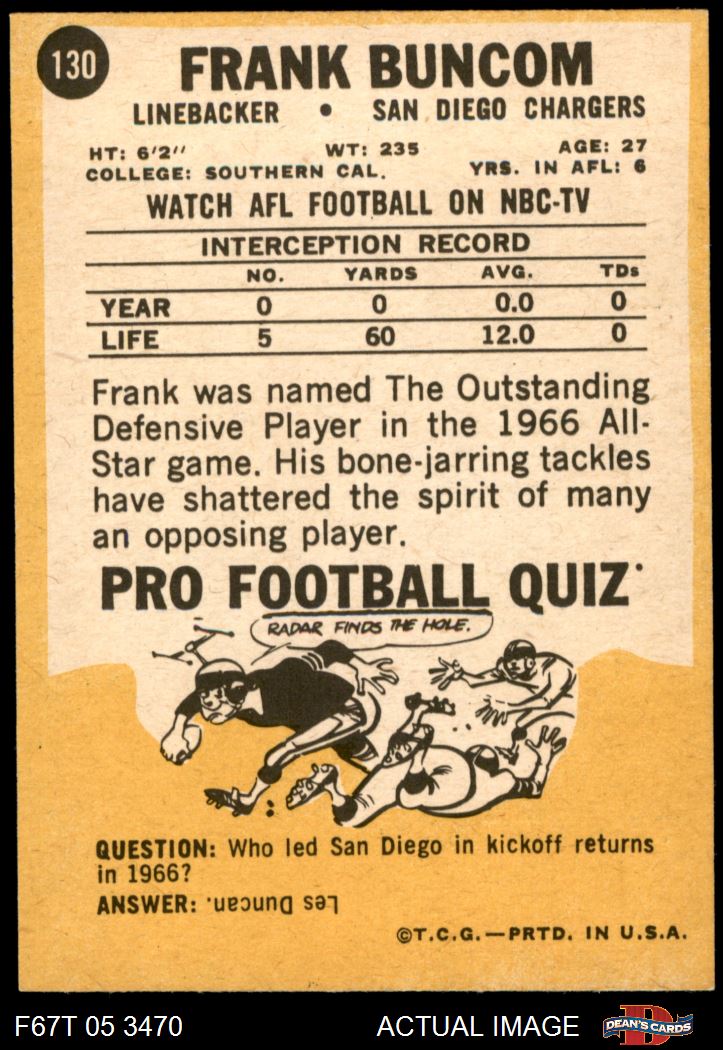 130
FRANK BUNCOM
LINEBACKER • SAN DIEGO CHARGERS
HT: 6'2" WT: 235 AGE: 27
COLLEGE: SOUTHERN CAL. YRS. IN AFL: 6
WATCH AFL FOOTBALL ON NBC-TV
INTERCEPTION RECORD
NO. YARDS AVG. TDs
YEAR 0 0 0.0 0
LIFE 5 60 12.0 0
Frank was named The Outstanding
Defensive Player in the 1966 All-
Star game. His bone-jarring tackles
have shattered the spirit of many
an opposing player.
PRO FOOTBALL QUIZ
RADAR FINDS THE HOLE.
QUESTION: Who led San Diego in kickoff returns
in 1966?
ANSWER: Les Duncan.
©T.C.G.—PRTD. IN U.S.A.
F67T 05 3470 ACTUAL IMAGE D DEAN'S CARDS